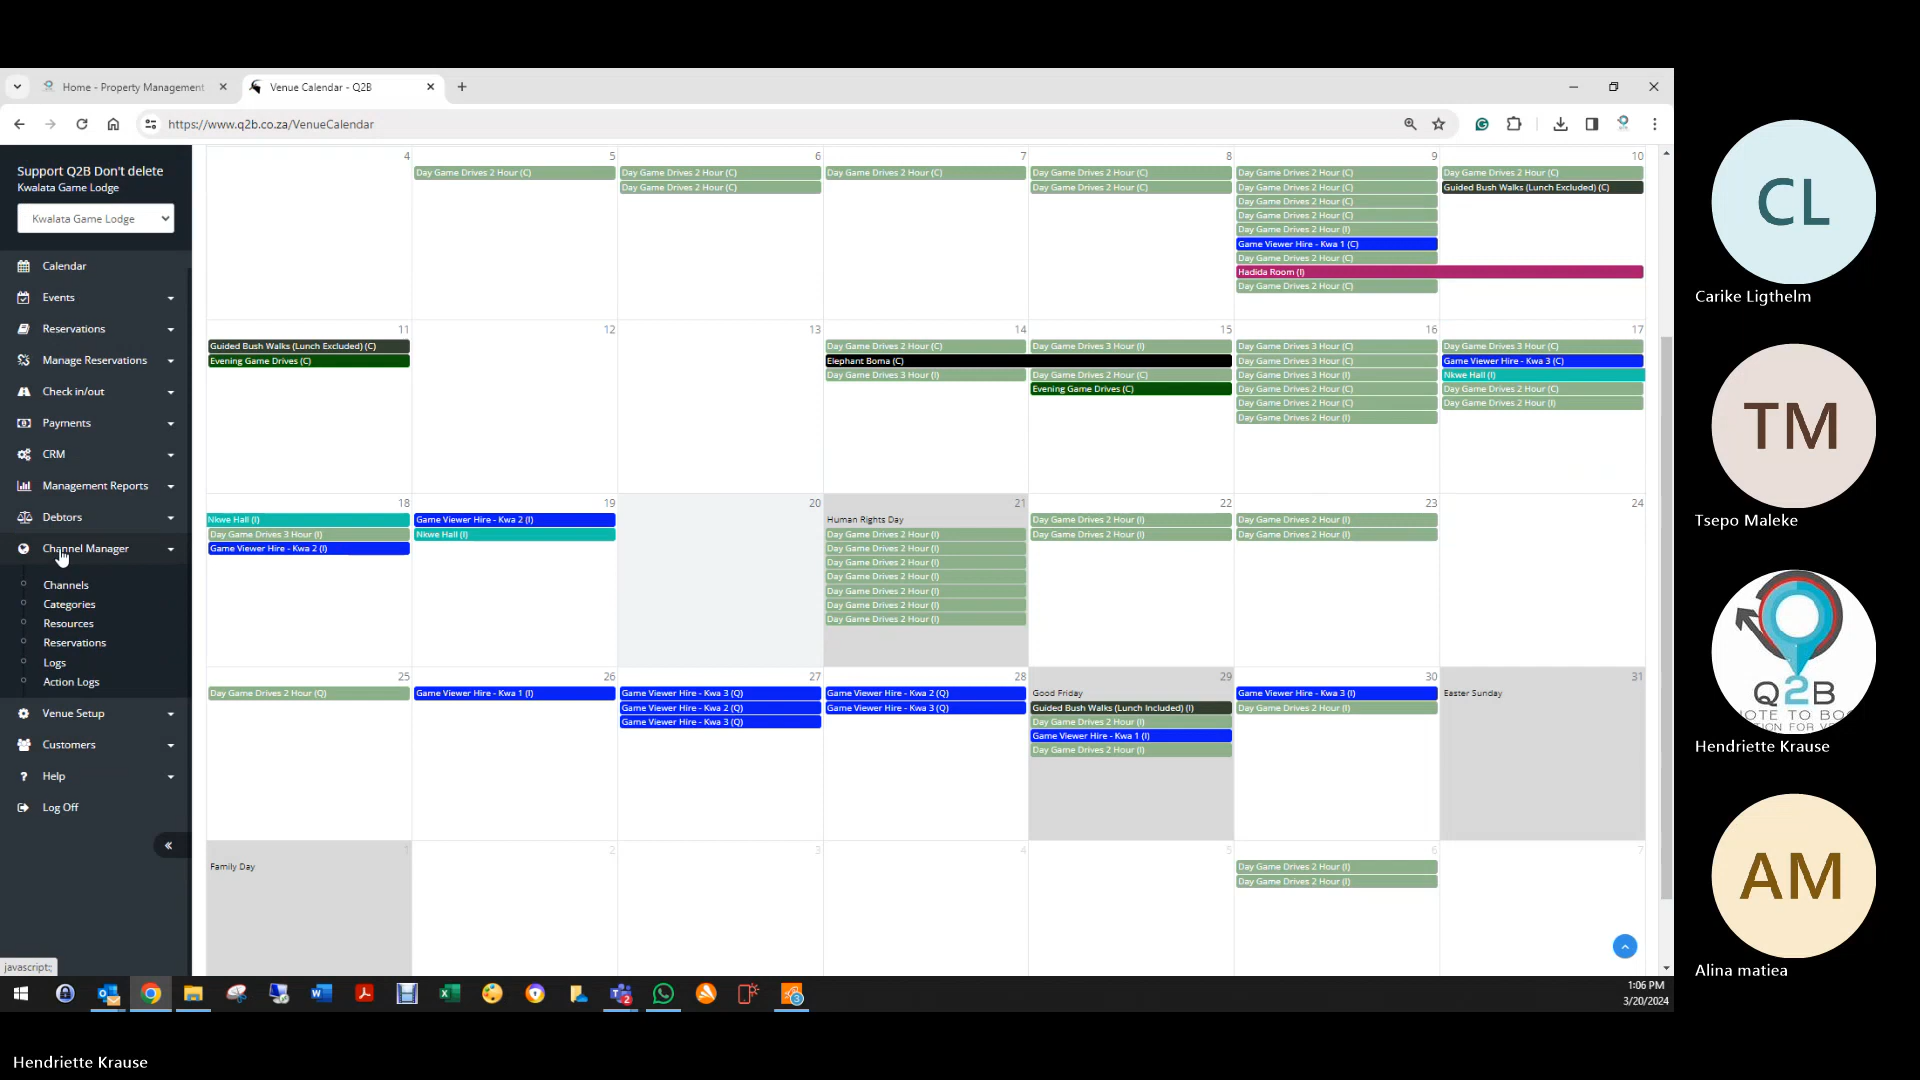 Home - Property Management
Venue Calendar - Q2B
https://www.q2b.co.za/VenueCalendar
Support Q2B Don't delete
Kwalata Game Lodge
Kwalata Game Lodge
Calendar
Events
Reservations
Manage Reservations
Check in/out
Payments
CRM
Management Reports
Debtors
Channel Manager
Channels
Categories
Resources
Reservations
Logs
Action Logs
Venue Setup
Customers
Help
Log Off
javascript:;
4
5
Day Game Drives 2 Hour (C)
6
Day Game Drives 2 Hour (C)
Day Game Drives 2 Hour (C)
7
Day Game Drives 2 Hour (C)
8
Day Game Drives 2 Hour (C)
Day Game Drives 2 Hour (C)
9
Day Game Drives 2 Hour (C)
Day Game Drives 2 Hour (C)
Day Game Drives 2 Hour (C)
Day Game Drives 2 Hour (C)
Day Game Drives 2 Hour (I)
Game Viewer Hire - Kwa 1 (C)
Day Game Drives 2 Hour (C)
Hadida Room (I)
Day Game Drives 2 Hour (C)
10
Day Game Drives 2 Hour (C)
Guided Bush Walks (Lunch Excluded) (C)
11
Guided Bush Walks (Lunch Excluded) (C)
Evening Game Drives (C)
12
13
14
Day Game Drives 2 Hour (C)
Elephant Boma (C)
Day Game Drives 3 Hour (I)
15
Day Game Drives 3 Hour (I)
Day Game Drives 2 Hour (C)
Evening Game Drives (C)
16
Day Game Drives 3 Hour (C)
Day Game Drives 3 Hour (C)
Day Game Drives 3 Hour (I)
Day Game Drives 2 Hour (C)
Day Game Drives 2 Hour (C)
Day Game Drives 2 Hour (I)
17
Day Game Drives 3 Hour (C)
Game Viewer Hire - Kwa 3 (C)
Nkwe Hall (I)
Day Game Drives 2 Hour (C)
Day Game Drives 2 Hour (I)
18
Nkwe Hall (I)
Day Game Drives 3 Hour (I)
Game Viewer Hire - Kwa 2 (I)
19
Game Viewer Hire - Kwa 2 (I)
Nkwe Hall (I)
20
21
Human Rights Day
Day Game Drives 2 Hour (I)
Day Game Drives 2 Hour (I)
Day Game Drives 2 Hour (I)
Day Game Drives 2 Hour (I)
Day Game Drives 2 Hour (I)
Day Game Drives 2 Hour (I)
Day Game Drives 2 Hour (I)
22
Day Game Drives 2 Hour (I)
Day Game Drives 2 Hour (I)
23
Day Game Drives 2 Hour (I)
Day Game Drives 2 Hour (I)
24
25
Day Game Drives 2 Hour (Q)
26
Game Viewer Hire - Kwa 1 (I)
27
Game Viewer Hire - Kwa 3 (Q)
Game Viewer Hire - Kwa 2 (Q)
Game Viewer Hire - Kwa 3 (Q)
28
Game Viewer Hire - Kwa 2 (Q)
Game Viewer Hire - Kwa 3 (Q)
29
Good Friday
Guided Bush Walks (Lunch Included) (I)
Day Game Drives 2 Hour (I)
Game Viewer Hire - Kwa 1 (I)
Day Game Drives 2 Hour (I)
30
Game Viewer Hire - Kwa 3 (I)
Day Game Drives 2 Hour (I)
31
Easter Sunday
1
Family Day
2
3
4
5
6
Day Game Drives 2 Hour (I)
Day Game Drives 2 Hour (I)
7
1:06 PM
3/20/2024
CL
Carike Ligthelm
TM
Tsepo Maleke
Q2B
Hendriette Krause
AM
Alina matiea
Hendriette Krause